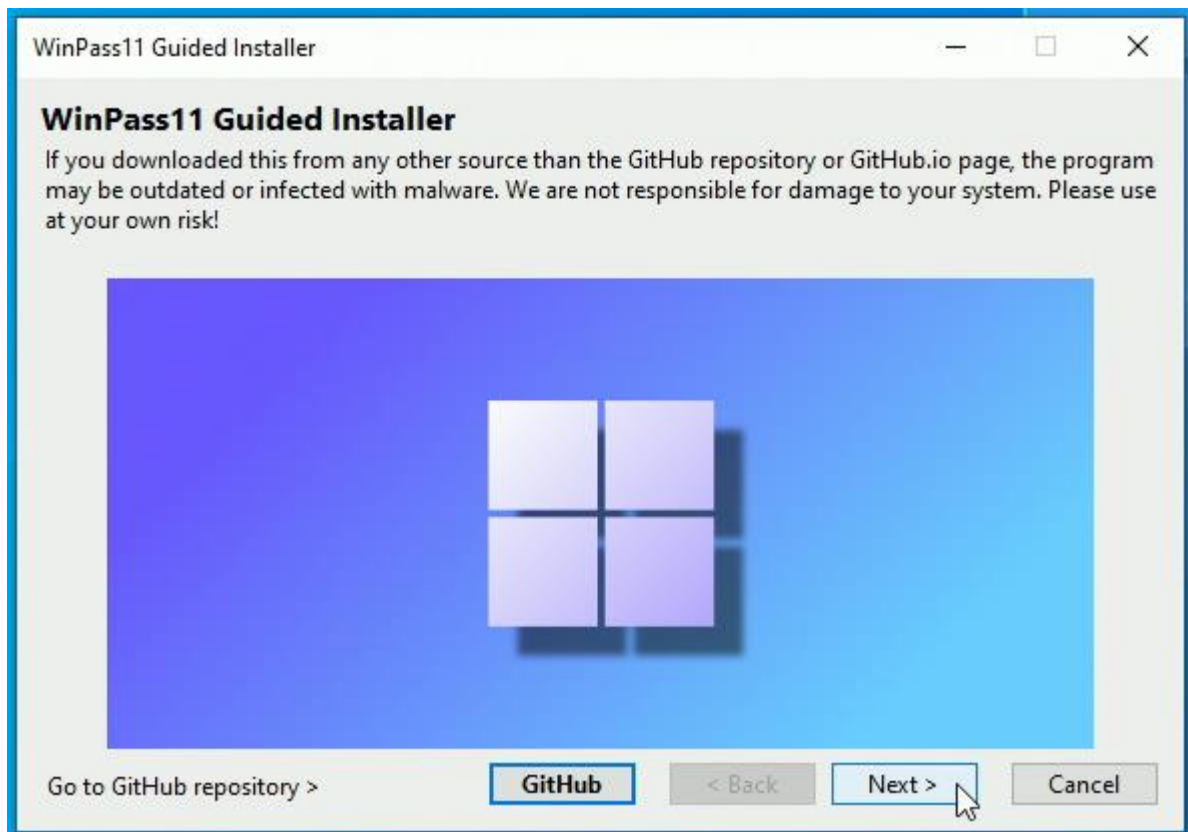 WinPass11 Guided Installer
WinPass11 Guided Installer
If you downloaded this from any other source than the GitHub repository or GitHub.io page, the program
may be outdated or infected with malware. We are not responsible for damage to your system. Please use
at your own risk!
Go to GitHub repository > GitHub < Back Next > Cancel